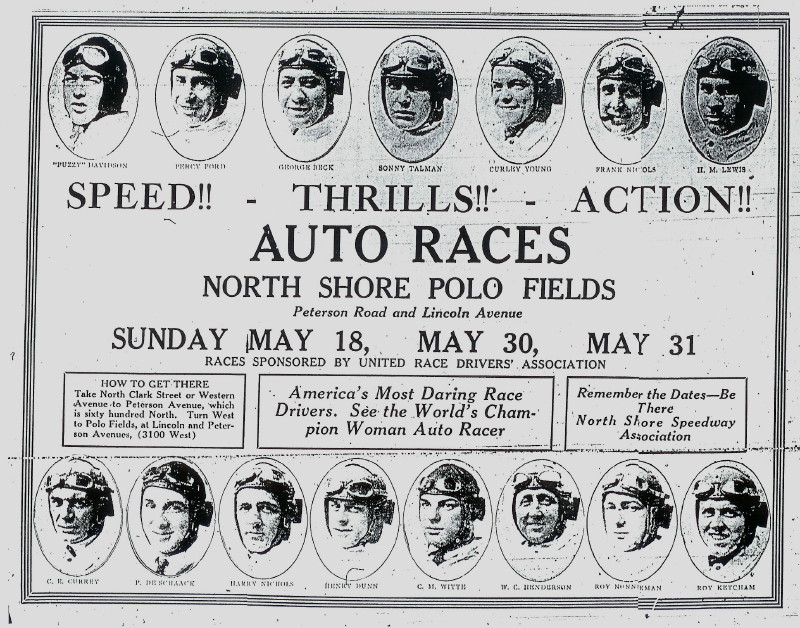 "FUZZY" DAVIDSON
PERCY FORD
GEORGE BECK
SONNY TALMAN
CURLEY YOUNG
FRANK NICHOLS
H. M. LEWIS
SPEED!! - THRILLS!! - ACTION!!
AUTO RACES
NORTH SHORE POLO FIELDS
Peterson Road and Lincoln Avenue
SUNDAY MAY 18, MAY 30, MAY 31
RACES SPONSORED BY UNITED RACE DRIVERS' ASSOCIATION
HOW TO GET THERE
Take North Clark Street or Western
Avenue to Peterson Avenue, which
is sixty hundred North. Turn West
to Polo Fields, at Lincoln and Peter-
son Avenues, (3100 West)
America's Most Daring Race
Drivers. See the World's Cham-
pion Woman Auto Racer
Remember the Dates—Be
There
North Shore Speedway
Association
C. E. CURREY
P. DE SCHAACK
HARRY NICHOLS
HENRY DUNN
C. M. WITTE
W. C. HENDERSON
ROY
ROY KETCHAM